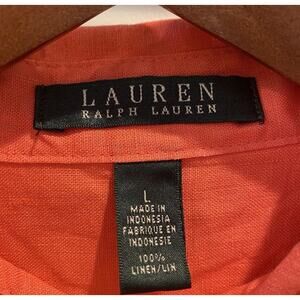 LAUREN
RALPH LAUREN
L
MADE IN
INDONESIA
FABRIQUE EN
INDONESIE
100%
LINEN/LIN